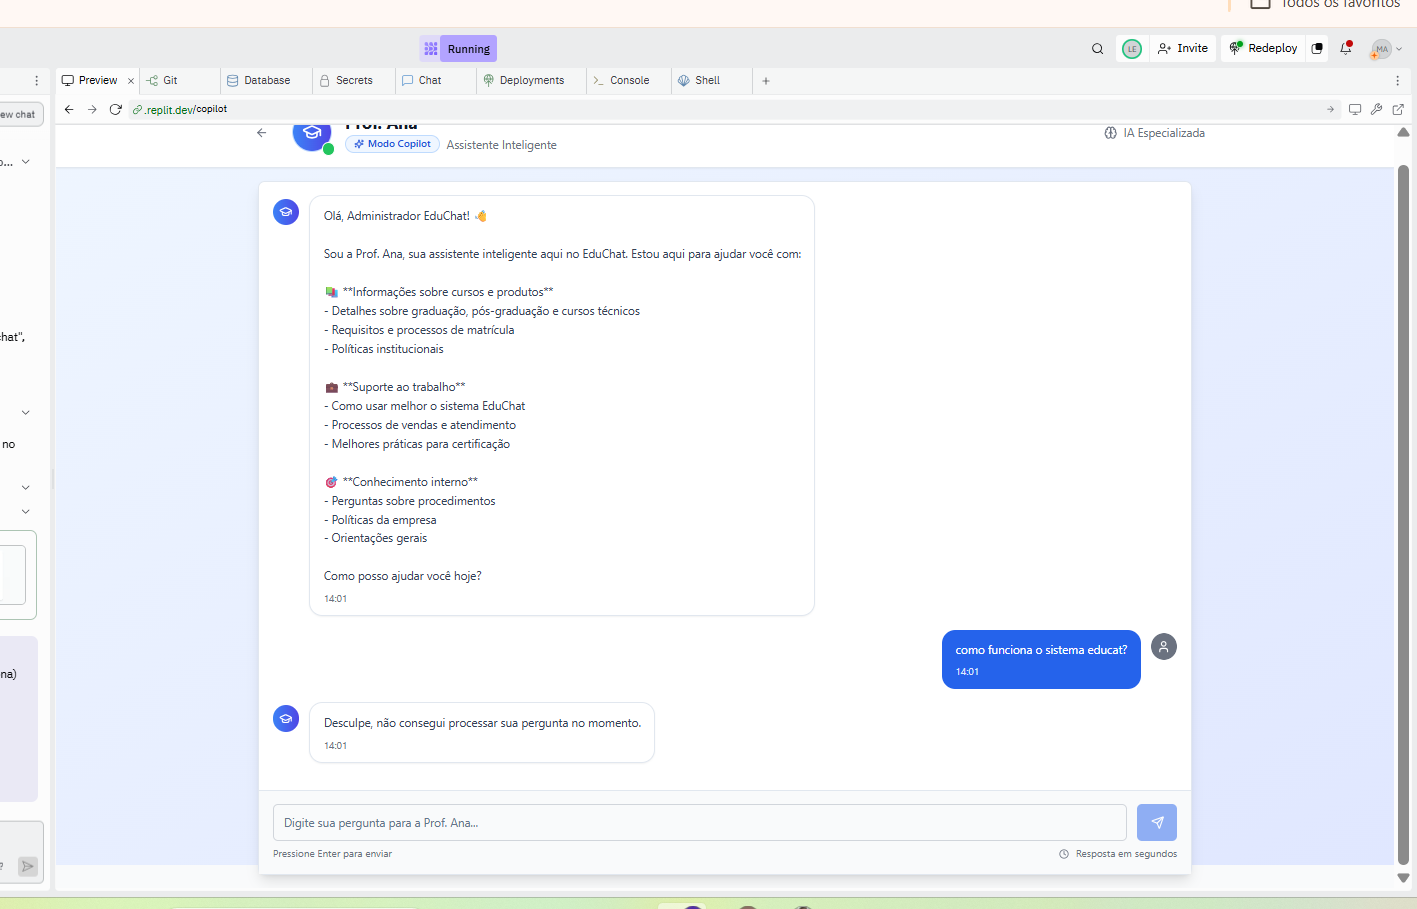 Todos os favoritos
Running
LE
Invite
Redeploy
MA
Preview
Git
Database
Secrets
Chat
Deployments
Console
Shell
ew chat
.replit.dev/copilot
Prof. Ana
Modo Copilot
Assistente Inteligente
IA Especializada
o...
Olá, Administrador EduChat!
Sou a Prof. Ana, sua assistente inteligente aqui no EduChat. Estou aqui para ajudar você com:
**Informações sobre cursos e produtos**
- Detalhes sobre graduação, pós-graduação e cursos técnicos
- Requisitos e processos de matrícula
- Políticas institucionais
hat",
**Suporte ao trabalho**
- Como usar melhor o sistema EduChat
- Processos de vendas e atendimento
- Melhores práticas para certificação
no
**Conhecimento interno**
- Perguntas sobre procedimentos
- Políticas da empresa
- Orientações gerais
Como posso ajudar você hoje?
14:01
como funciona o sistema educat?
14:01
na)
Desculpe, não consegui processar sua pergunta no momento.
14:01
Digite sua pergunta para a Prof. Ana...
Pressione Enter para enviar
Resposta em segundos